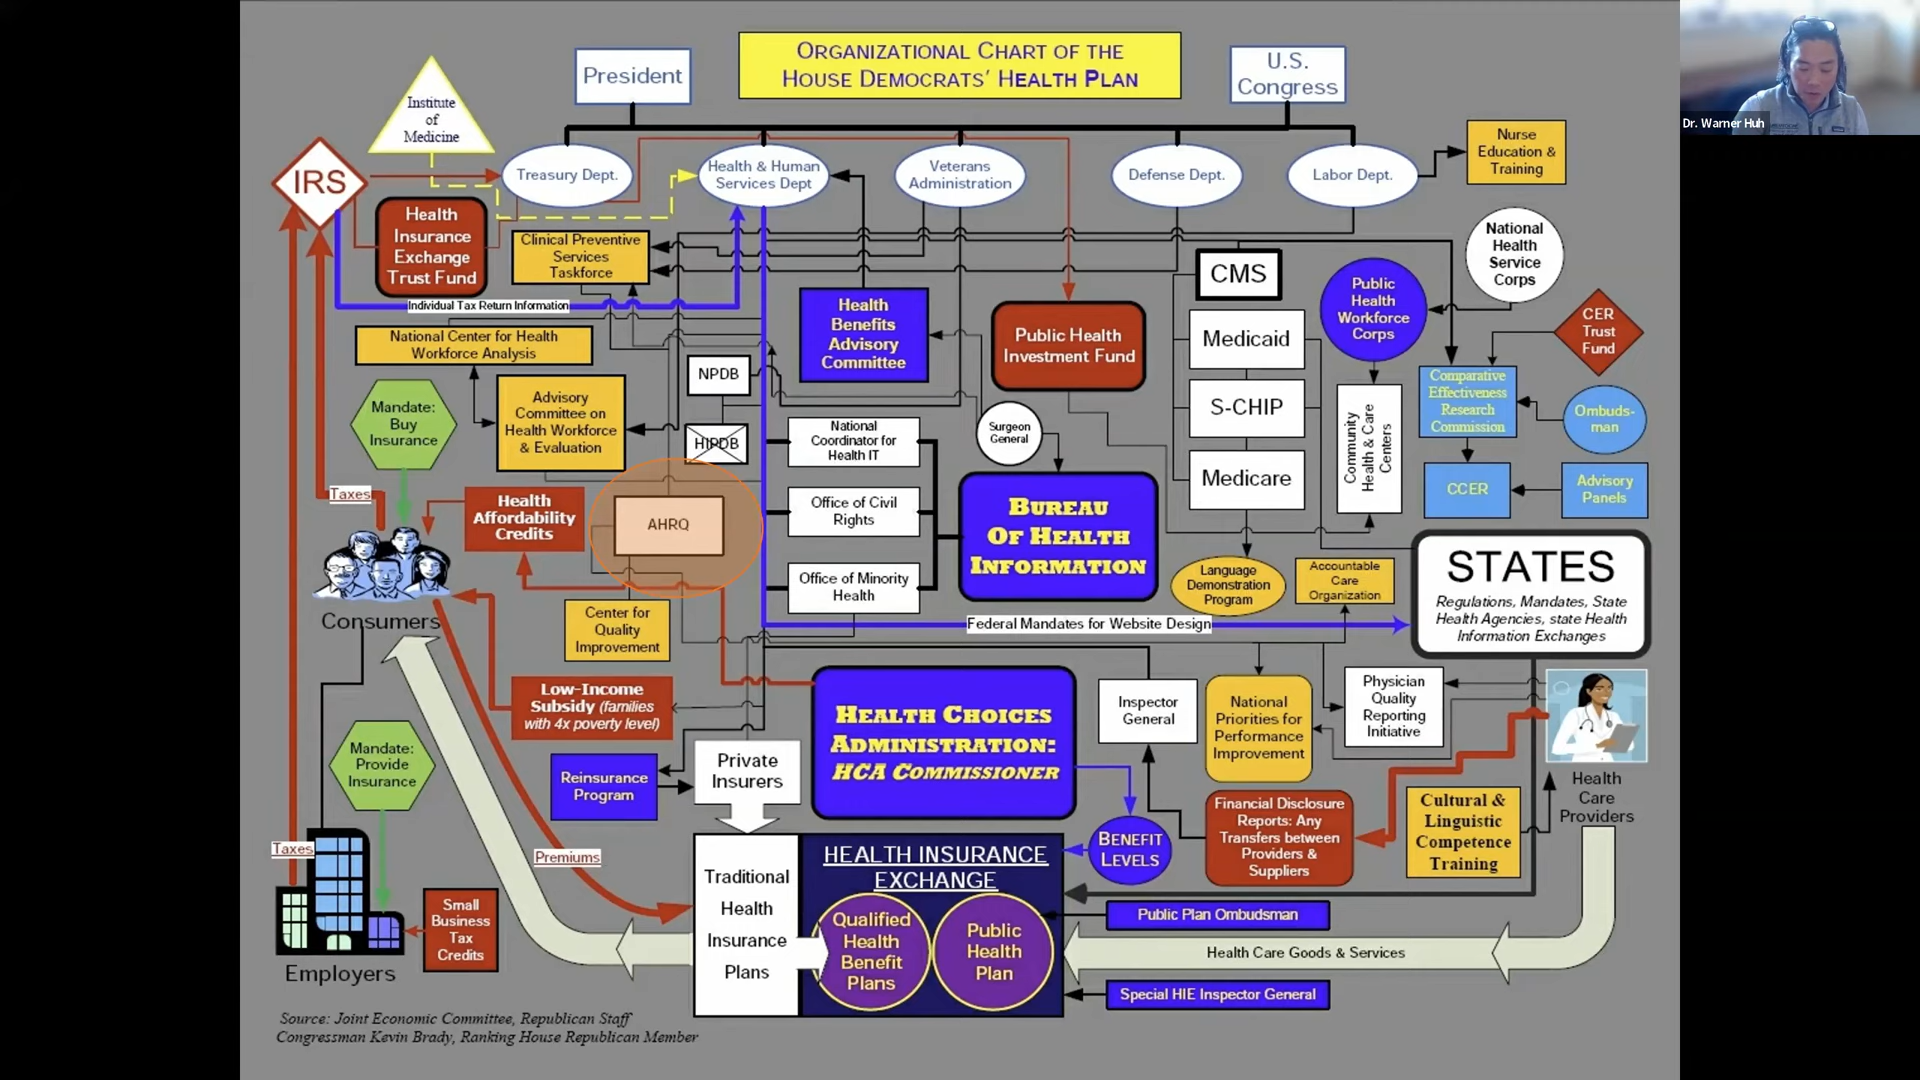 ORGANIZATIONAL CHART OF THE
HOUSE DEMOCRATS' HEALTH PLAN
President
U.S.
Congress
Dr. Warner Huh
Institute
of
Medicine
IRS
Treasury Dept.
Health & Human
Services Dept
Veterans
Administration
Defense Dept.
Labor Dept.
Nurse
Education &
Training
Health
Insurance
Exchange
Trust Fund
Clinical Preventive
Services
Taskforce
CMS
National
Health
Service
Corps
Public
Health
Workforce
Corps
Individual Tax Return Information
Health
Benefits
Advisory
Committee
Public Health
Investment Fund
Medicaid
S-CHIP
Medicare
CER
Trust
Fund
National Center for Health
Workforce Analysis
NPDB
HIPDB
Mandate:
Buy
Insurance
Advisory
Committee on
Health Workforce
& Evaluation
National
Coordinator for
Health IT
Surgeon
General
Community
Health & Care
Centers
Comparative
Effectiveness
Research
Commission
Ombuds-
man
CCER
Advisory
Panels
Taxes
Health
Affordability
Credits
AHRQ
Office of Civil
Rights
BUREAU
OF HEALTH
INFORMATION
Office of Minority
Health
Language
Demonstration
Program
Accountable
Care
Organization
STATES
Regulations, Mandates, State
Health Agencies, state Health
Information Exchanges
Consumers
Center for
Quality
Improvement
Federal Mandates for Website Design
Low-Income
Subsidy (families
with 4x poverty level)
HEALTH CHOICES
ADMINISTRATION:
HCA COMMISSIONER
Inspector
General
National
Priorities for
Performance
Improvement
Physician
Quality
Reporting
Initiative
Health
Care
Providers
Mandate:
Provide
Insurance
Reinsurance
Program
Private
Insurers
Financial Disclosure
Reports: Any
Transfers between
Providers &
Suppliers
Cultural &
Linguistic
Competence
Training
Taxes
Premiums
BENEFIT
LEVELS
Traditional
Health
Insurance
Plans
HEALTH INSURANCE
EXCHANGE
Qualified
Health
Benefit
Plans
Public
Health
Plan
Public Plan Ombudsman
Health Care Goods & Services
Special HIE Inspector General
Small
Business
Tax
Credits
Employers
Source: Joint Economic Committee, Republican Staff
Congressman Kevin Brady, Ranking House Republican Member